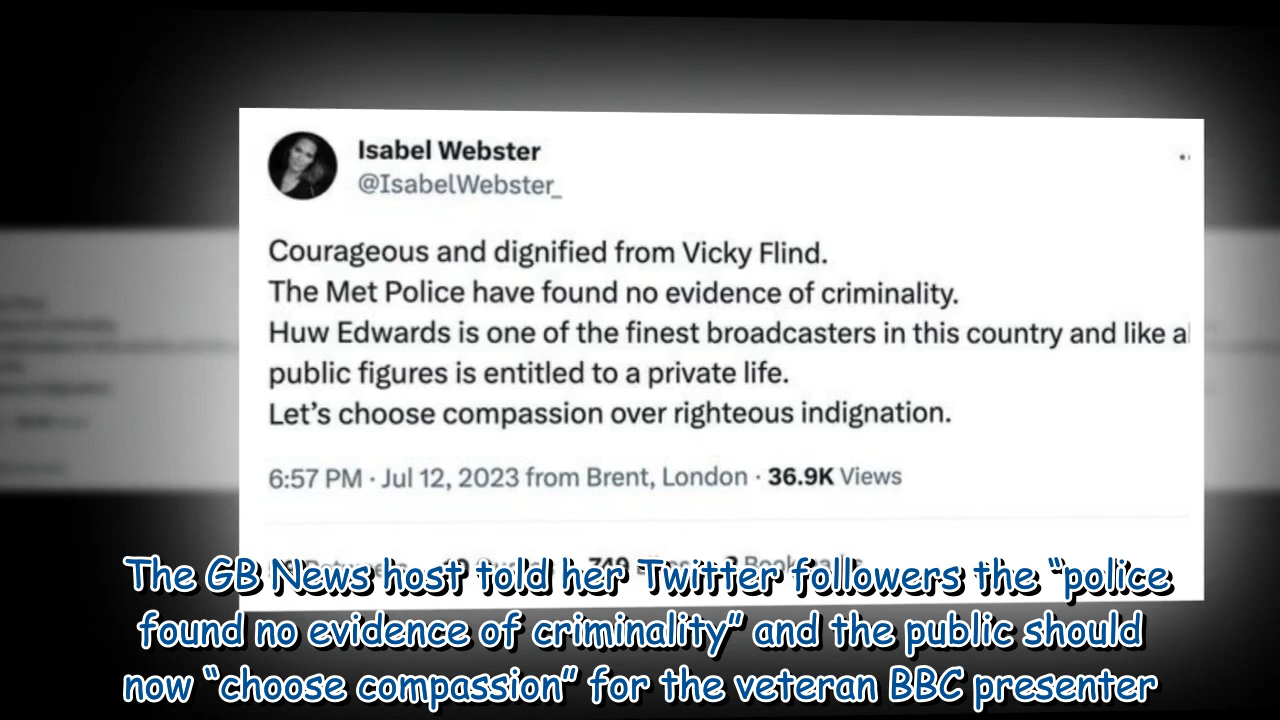 Isabel Webster
@IsabelWebster_
Courageous and dignified from Vicky Flind.
The Met Police have found no evidence of criminality.
Huw Edwards is one of the finest broadcasters in this country and like
public figures is entitled to a private life.
Let’s choose compassion over righteous indignation.
6:57 PM · Jul 12, 2023 from Brent, London · 36.9K Views
The GB News host told her Twitter followers the “police
found no evidence of criminality” and the public should
now “choose compassion” for the veteran BBC presenter